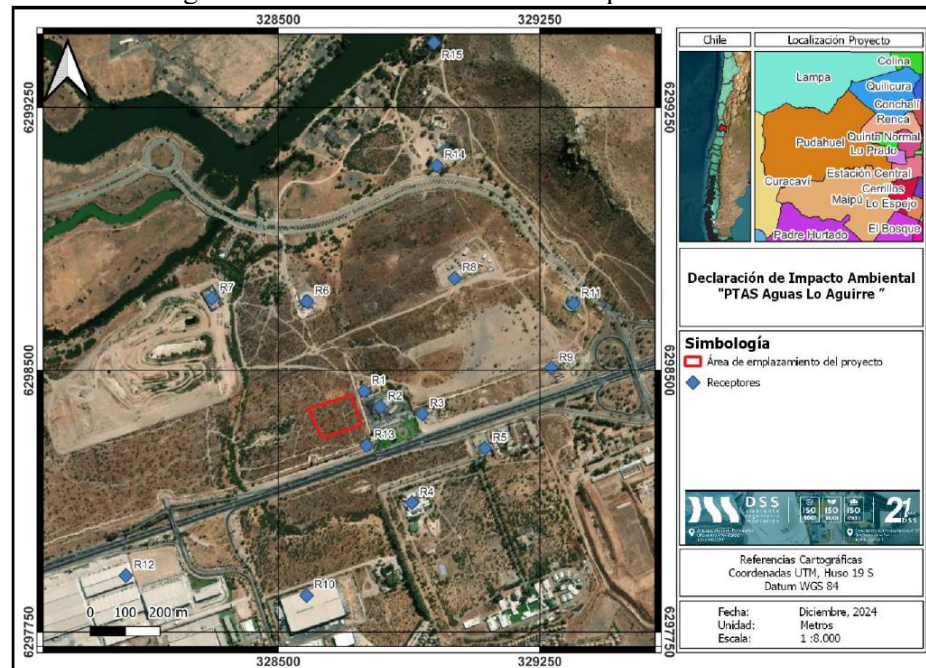 328500
329250
6299250
6298500
6297750
R15
R14
R8
R7
R6
R11
R9
R1
R2
R3
R13
R5
R4
R12
R10
0 100 200 m
328500
329250
6299250
6298500
6297750
Chile
Localización Proyecto
Colina
Lampa
Quilicura
Conchalí
Renca
Pudahuel
Quinta Normal
Lo Prado
Estación Central
Curacaví
Cerrillos
Maipú
Lo Espejo
Padre Hurtado
El Bosque
Declaración de Impacto Ambiental
"PTAS Aguas Lo Aguirre "
Simbología
Área de emplazamiento del proyecto
Receptores
DSS
ISO
ISO
ISO
21
DSS
Referencias Cartográficas
Coordenadas UTM, Huso 19 S
Datum WGS 84
Fecha: Diciembre, 2024
Unidad: Metros
Escala: 1 :8.000